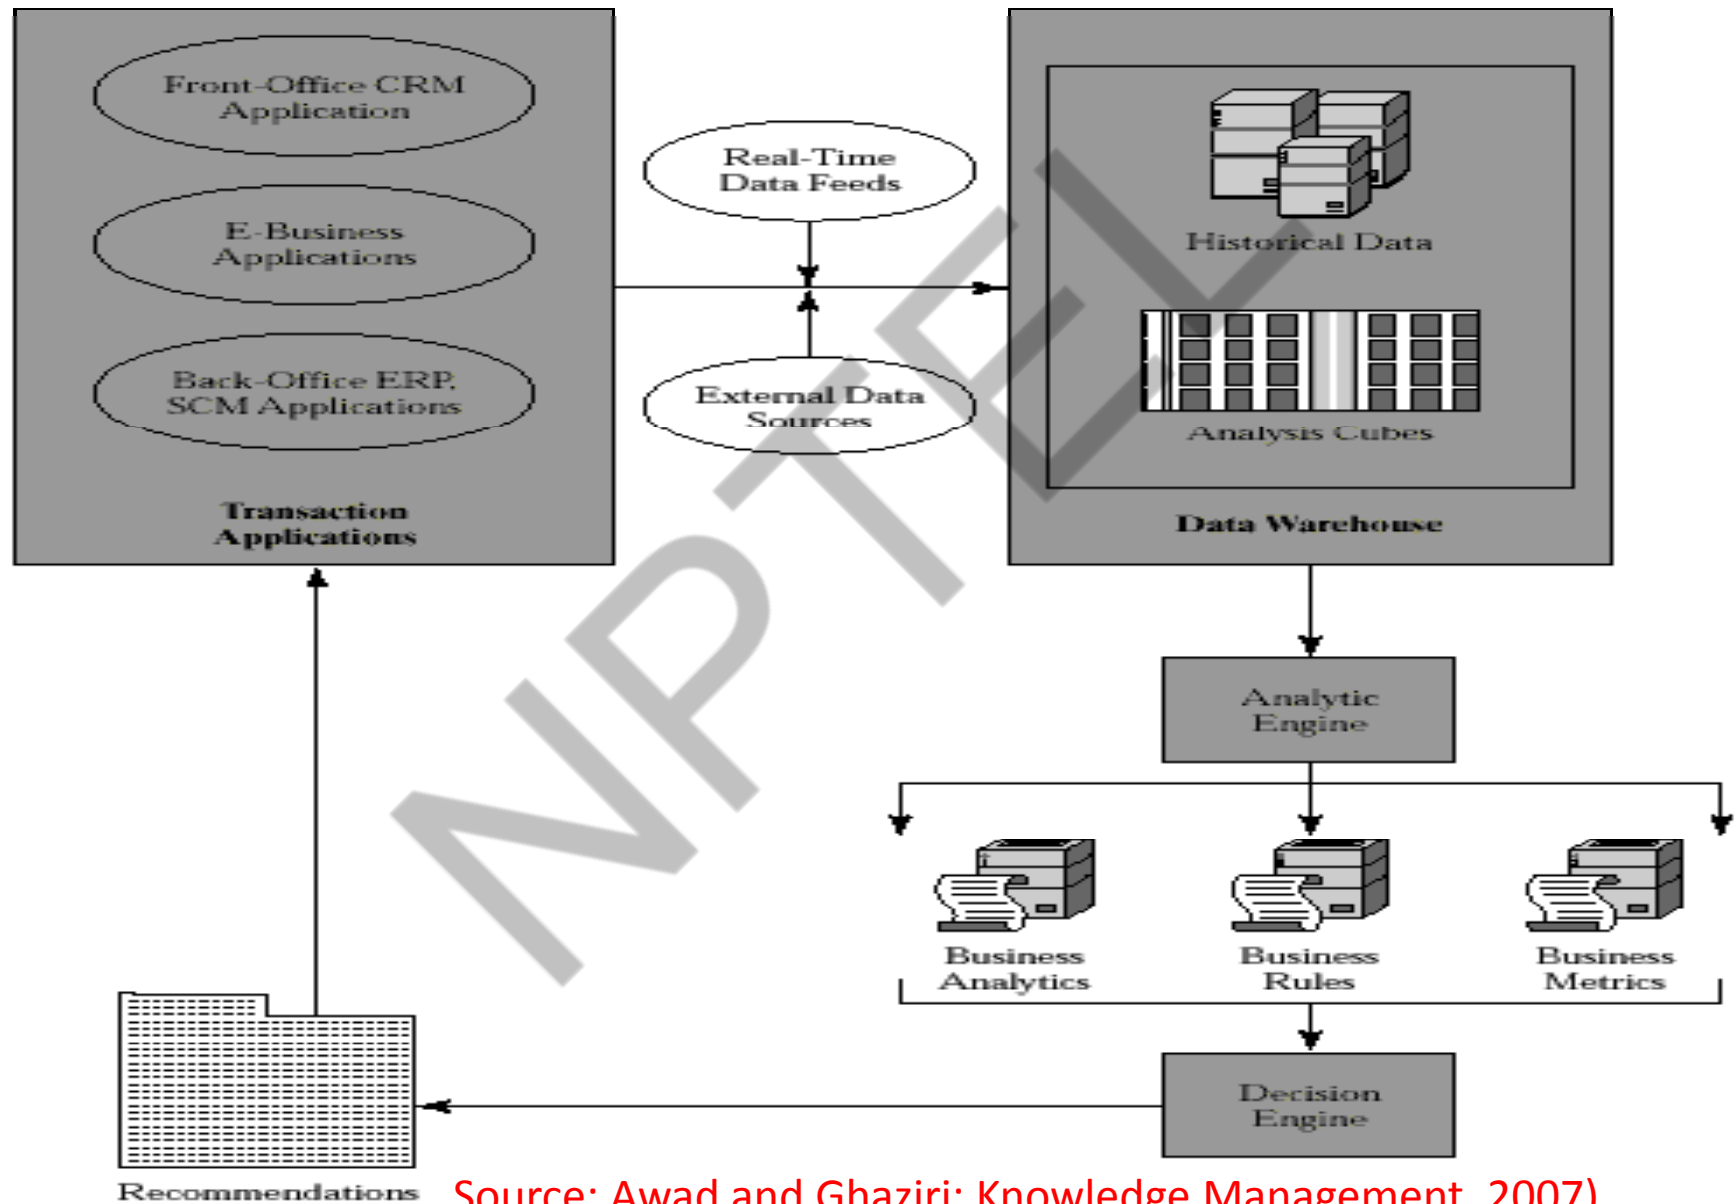 Front-Office CRM
Application
E-Business
Applications
Back-Office ERP,
SCM Applications
Transaction
Applications
Real-Time
Data Feeds
External Data
Sources
Historical Data
Analysis Cubes
Data Warehouse
Analytic
Engine
Business
Analytics
Business
Rules
Business
Metrics
Decision
Engine
Recommendations
Source: Awad and Ghaziri: Knowledge Management, 2007)
NPTEL